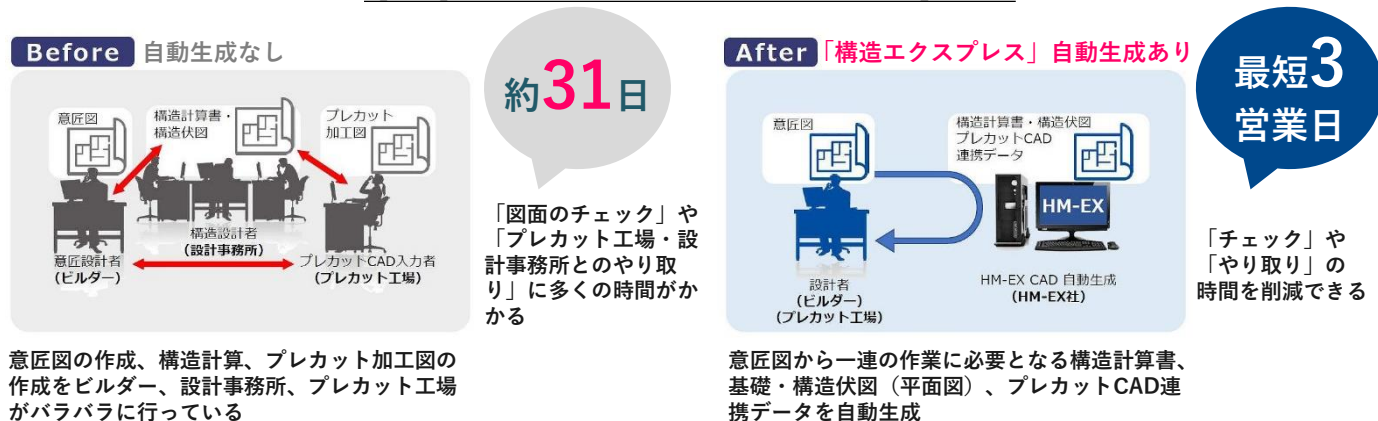 Before 自動生成なし
約31日
意匠図
構造計算書・
構造伏図
プレカット
加工図
構造設計者
(設計事務所)
意匠設計者
(ビルダー)
プレカットCAD入力者
(プレカット工場)
「図面のチェック」や
「プレカット工場・設
計事務所とのやり取
り」に多くの時間がか
かる
意匠図の作成、構造計算、プレカット加工図の
作成をビルダー、設計事務所、プレカット工場
がバラバラに行っている
After 「構造エクスプレス」自動生成あり
最短3
営業日
意匠図
構造計算書・構造伏図
プレカットCAD
連携データ
HM-EX
設計者
(ビルダー)
(プレカット工場)
HM-EX CAD 自動生成
(HM-EX社)
「チェック」や
「やり取り」の
時間を削減できる
意匠図から一連の作業に必要となる構造計算書、
基礎・構造伏図（平面図）、プレカットCAD連
携データを自動生成